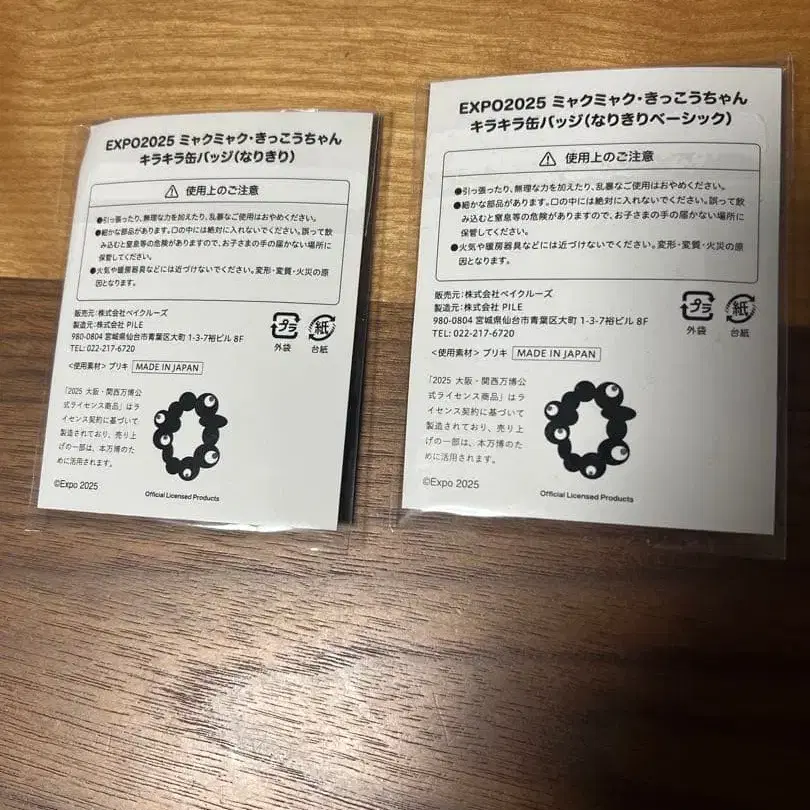 EXPO2025 ミャクミャク・きっこうちゃん
キラキラ缶バッジ(なりきり)
使用上のご注意
●引っ張ったり、無理な力を加えたり、乱暴なご使用はおやめください。
●細かな部品があります。口の中には絶対に入れないでください。誤って飲
み込むと窒息等の危険がありますので、お子さまの手の届かない場所に
保管してください。
●火気や暖房器具などには近づけないでください。変形・変質・火災の原
因となります。
販売元:株式会社ベイクルーズ
製造元:株式会社 PILE
980-0804 宮城県仙台市青葉区大町 1-3-7裕ビル 8F
TEL: 022-217-6720
プラ
外袋
紙
台紙
<使用素材> ブリキ MADE IN JAPAN
「2025 大阪・関西万博公
式ライセンス商品」はラ
イセンス契約に基づいて
製造されており、売り上
げの一部は、本万博のた
めに活用されます。
©Expo 2025
Official Licensed Products
EXPO2025 ミャクミャク・きっこうちゃん
キラキラ缶バッジ(なりきりベーシック)
使用上のご注意
●引っ張ったり、無理な力を加えたり、乱暴なご使用はおやめください。
●細かな部品があります。口の中には絶対に入れないでください。誤って飲
み込むと窒息等の危険がありますので、お子さまの手の届かない場所に
保管してください。
●火気や暖房器具などには近づけないでください。変形・変質・火災の原
因となります。
販売元:株式会社ベイクルーズ
製造元:株式会社 PILE
980-0804 宮城県仙台市青葉区大町 1-3-7裕ビル 8F
TEL: 022-217-6720
プラ
外袋
紙
台紙
<使用素材> ブリキ MADE IN JAPAN
「2025 大阪・関西万博公
式ライセンス商品」はラ
イセンス契約に基づいて
製造されており、売り上
げの一部は、本万博のた
めに活用されます。
©Expo 2025
Official Licensed Products